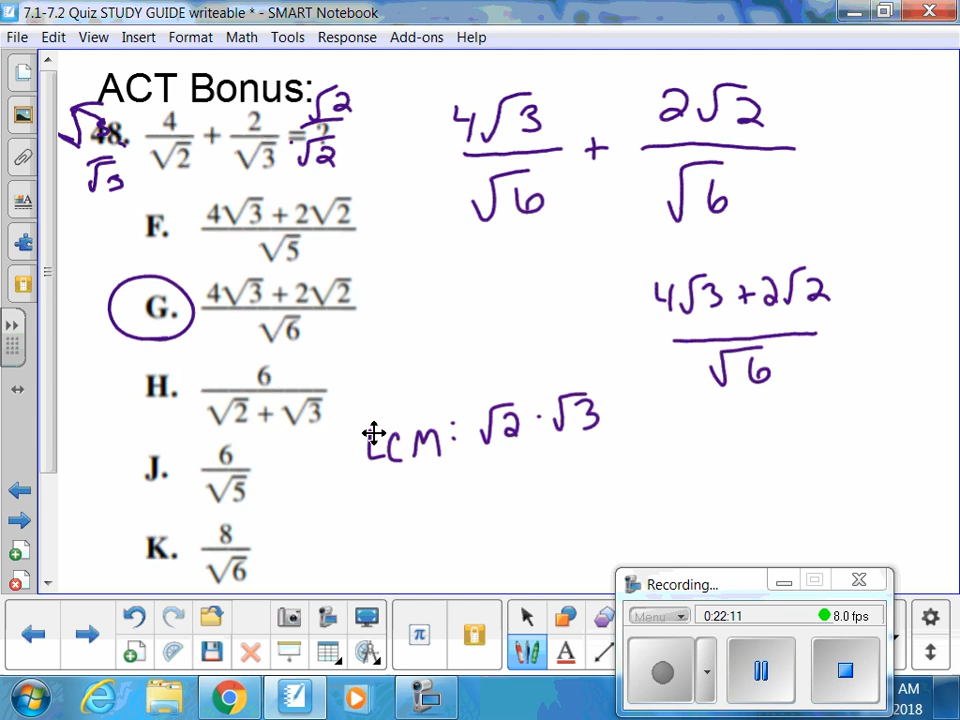 7.1-7.2 Quiz STUDY GUIDE writeable * - SMART Notebook
File Edit View Insert Format Math Tools Response Add-ons Help
ACT Bonus:
√3/√3 48. 4/√2 + 2/√3 = ? · √2/√2
4√3/√6 + 2√2/√6
F. (4√3 + 2√2)/√5
G. (4√3 + 2√2)/√6
(4√3 + 2√2)/√6
H. 6/(√2 + √3)
LCM: √2 · √3
J. 6/√5
K. 8/√6
Recording...
Menu 0:22:11 8.0 fps
π
A
AM
2018